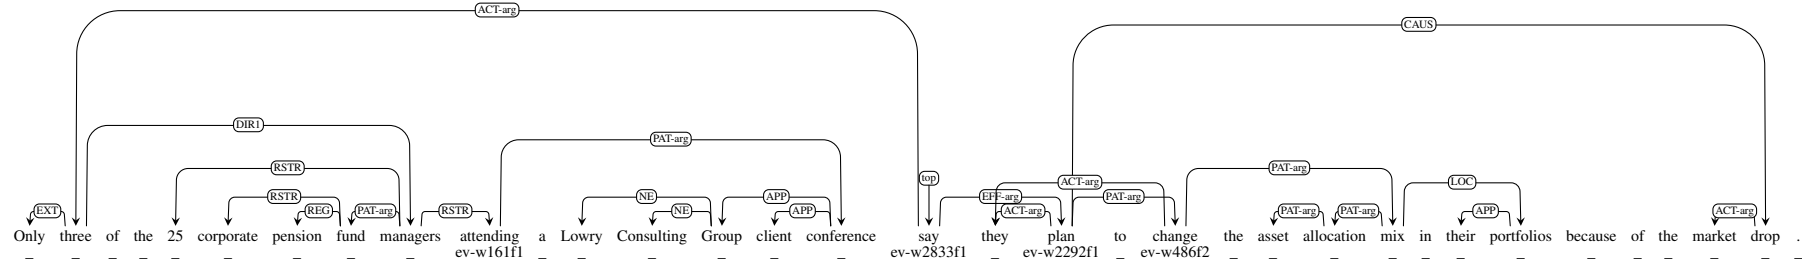 ACT-arg
CAUS
DIR1
PAT-arg
RSTR PAT-arg
top ACT-arg LOC
RSTR NE APP EFF-arg PAT-arg
EXT REG PAT-arg RSTR NE APP ACT-arg PAT-arg PAT-arg APP ACT-arg
Only three of the 25 corporate pension fund managers attending a Lowry Consulting Group client conference say they plan to change the asset allocation mix in their portfolios because of the market drop .
ev-w161f1 ev-w2833f1 ev-w2292f1 ev-w486f2